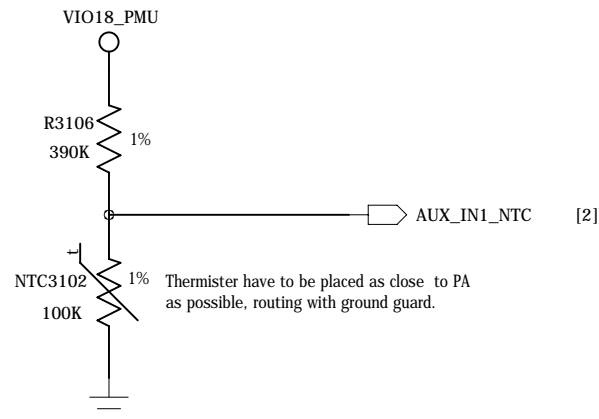 VIO18_PMU
R3106
1%
390K
AUX_IN1_NTC [2]
t
NTC3102
1%
100K
Thermister have to be placed as close to PA
as possible, routing with ground guard.